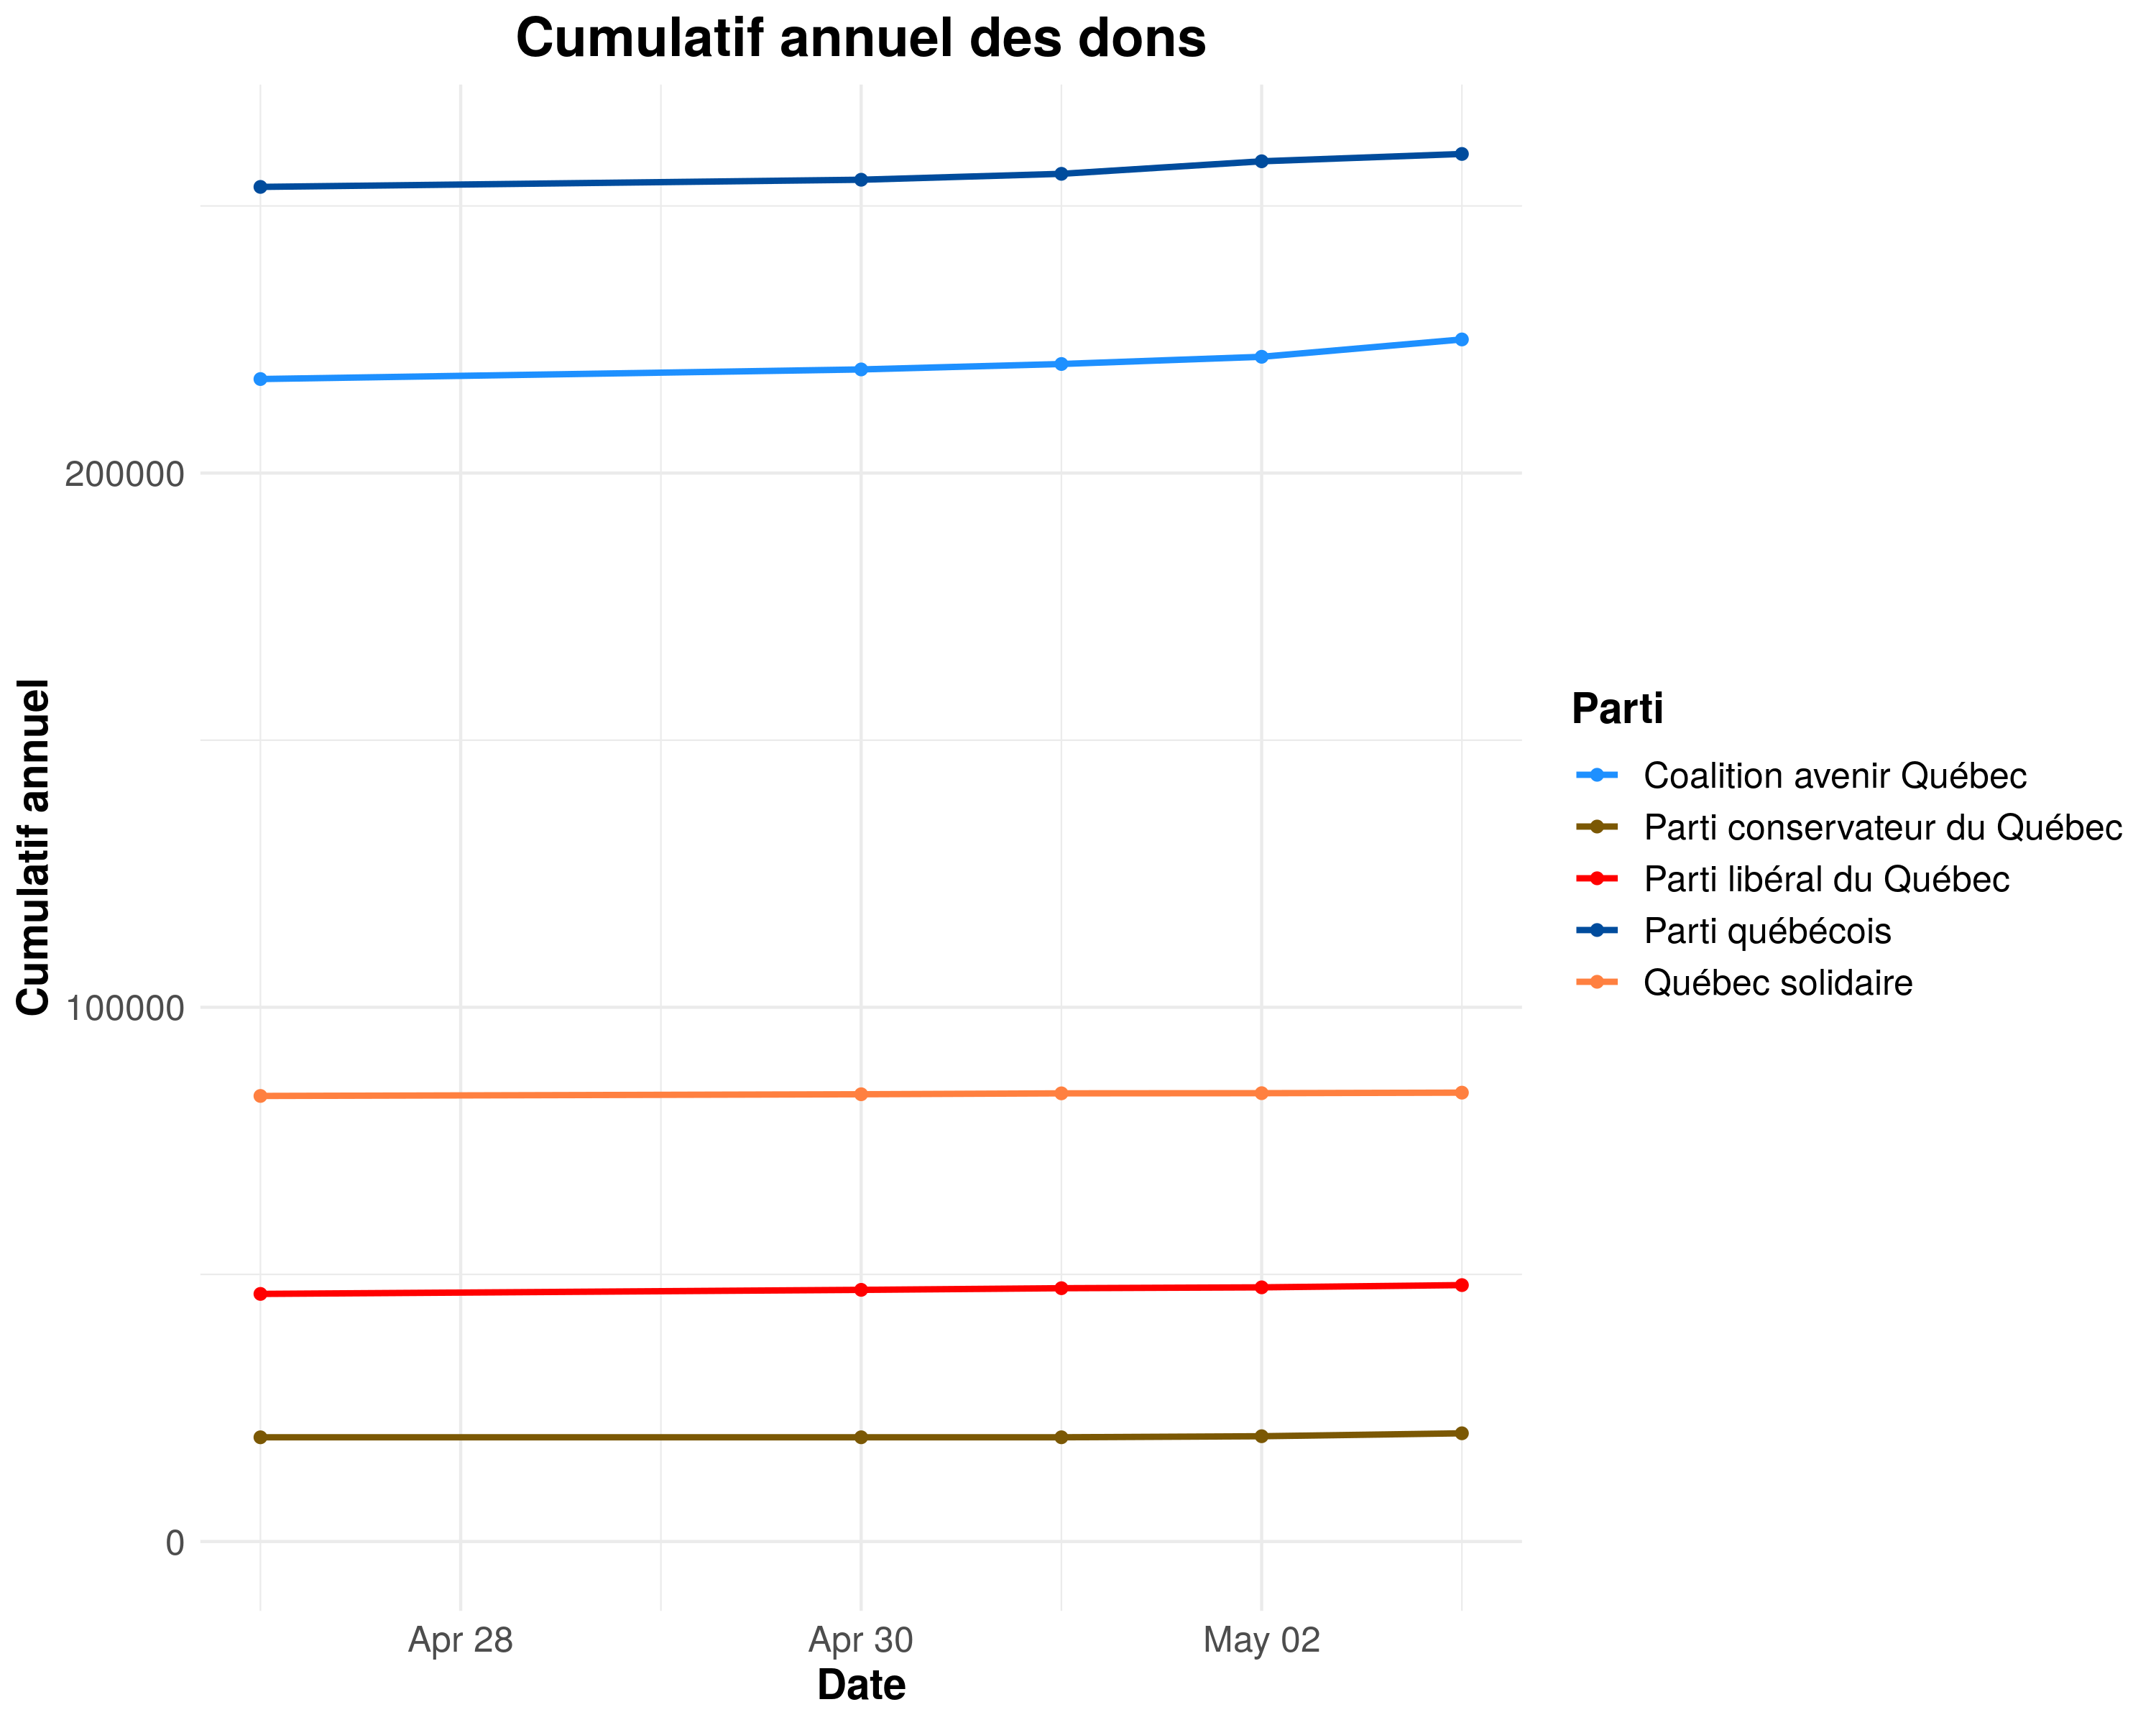 Cumulatif annuel des dons
Cumulatif annuel
200000
100000
0
Apr 28
Apr 30
May 02
Date
Parti
Coalition avenir Québec
Parti conservateur du Québec
Parti libéral du Québec
Parti québécois
Québec solidaire